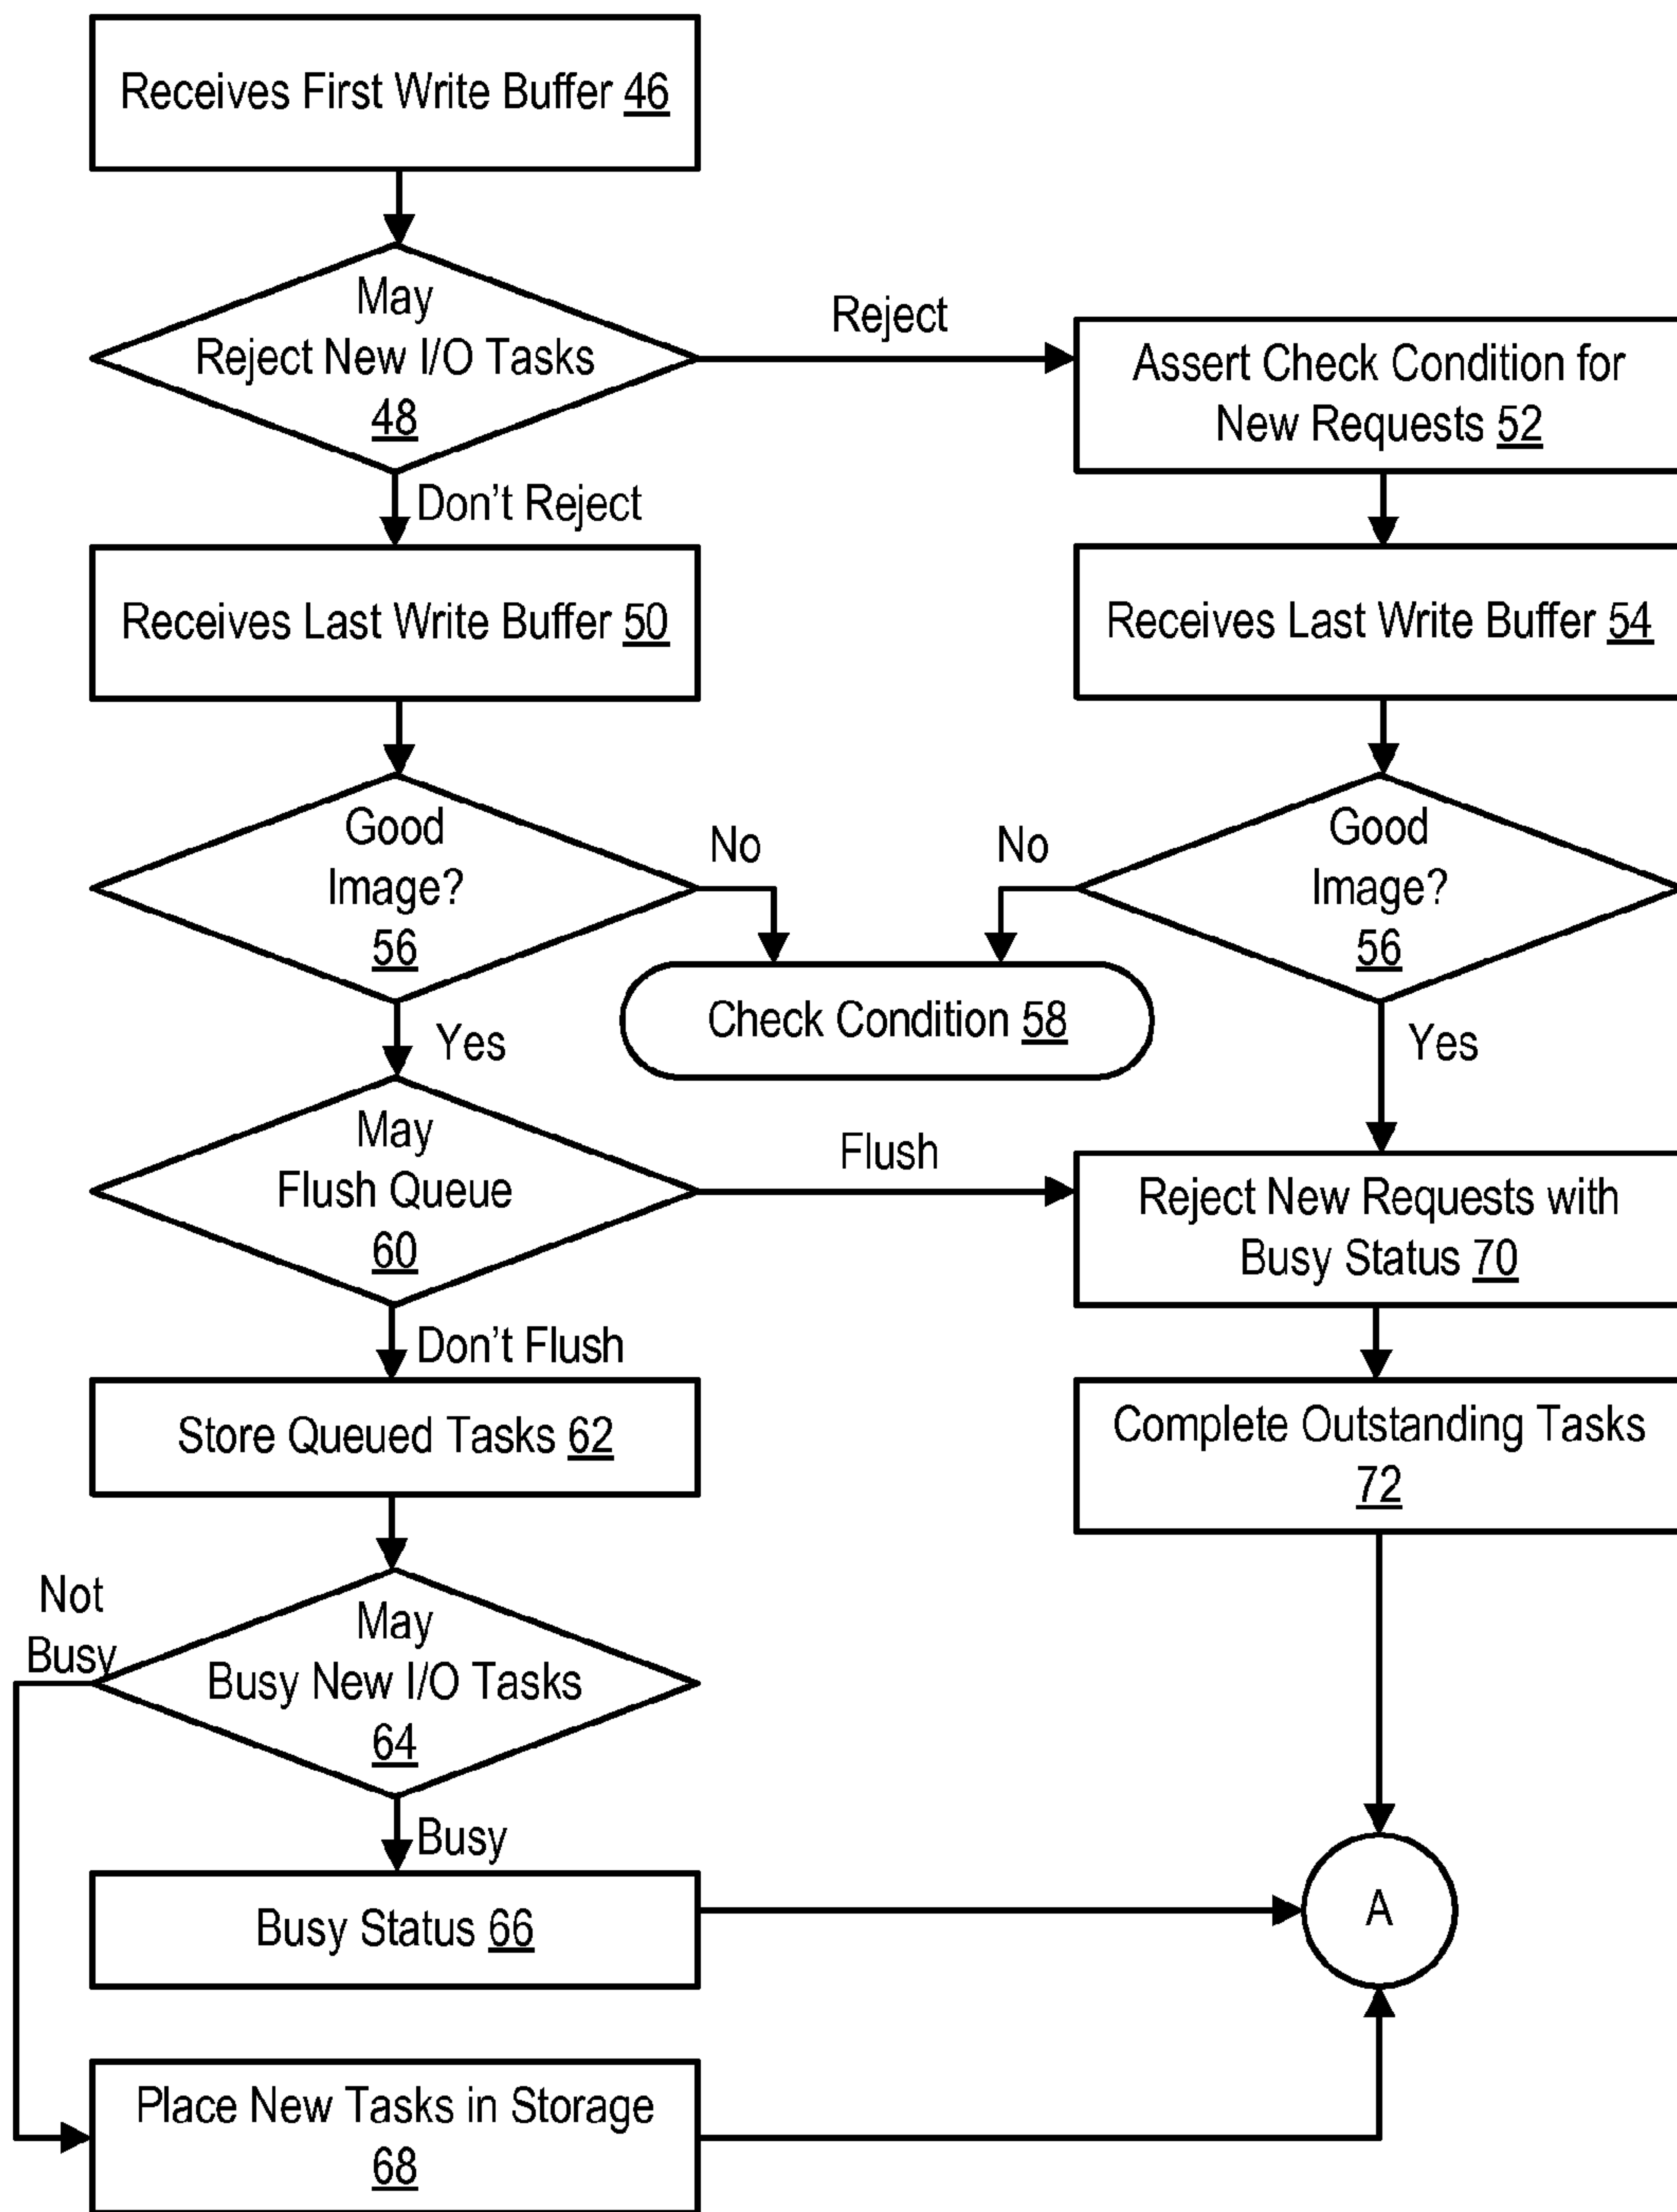 Receives First Write Buffer 46
May
Reject New I/O Tasks
48
Reject
Assert Check Condition for
New Requests 52
Don't Reject
Receives Last Write Buffer 50
Receives Last Write Buffer 54
Good
Image?
56
No
No
Good
Image?
56
Check Condition 58
Yes
Yes
May
Flush Queue
60
Flush
Reject New Requests with
Busy Status 70
Don't Flush
Store Queued Tasks 62
Complete Outstanding Tasks
72
Not
Busy
May
Busy New I/O Tasks
64
Busy
Busy Status 66
A
Place New Tasks in Storage
68